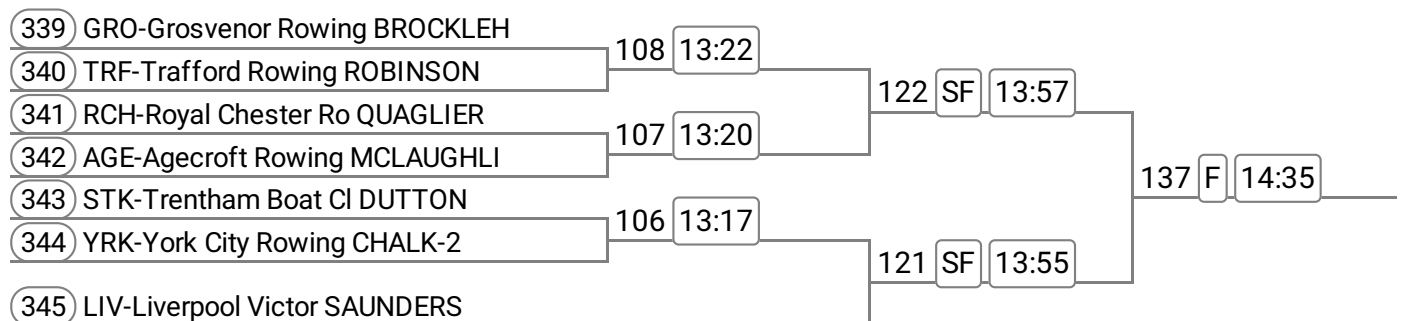 339 GRO-Grosvenor Rowing BROCKLEH
340 TRF-Trafford Rowing ROBINSON
108 13:22
341 RCH-Royal Chester Ro QUAGLIER
342 AGE-Agecroft Rowing MCLAUGHLI
107 13:20
122 SF 13:57
343 STK-Trentham Boat Cl DUTTON
344 YRK-York City Rowing CHALK-2
106 13:17
345 LIV-Liverpool Victor SAUNDERS
121 SF 13:55
137 F 14:35